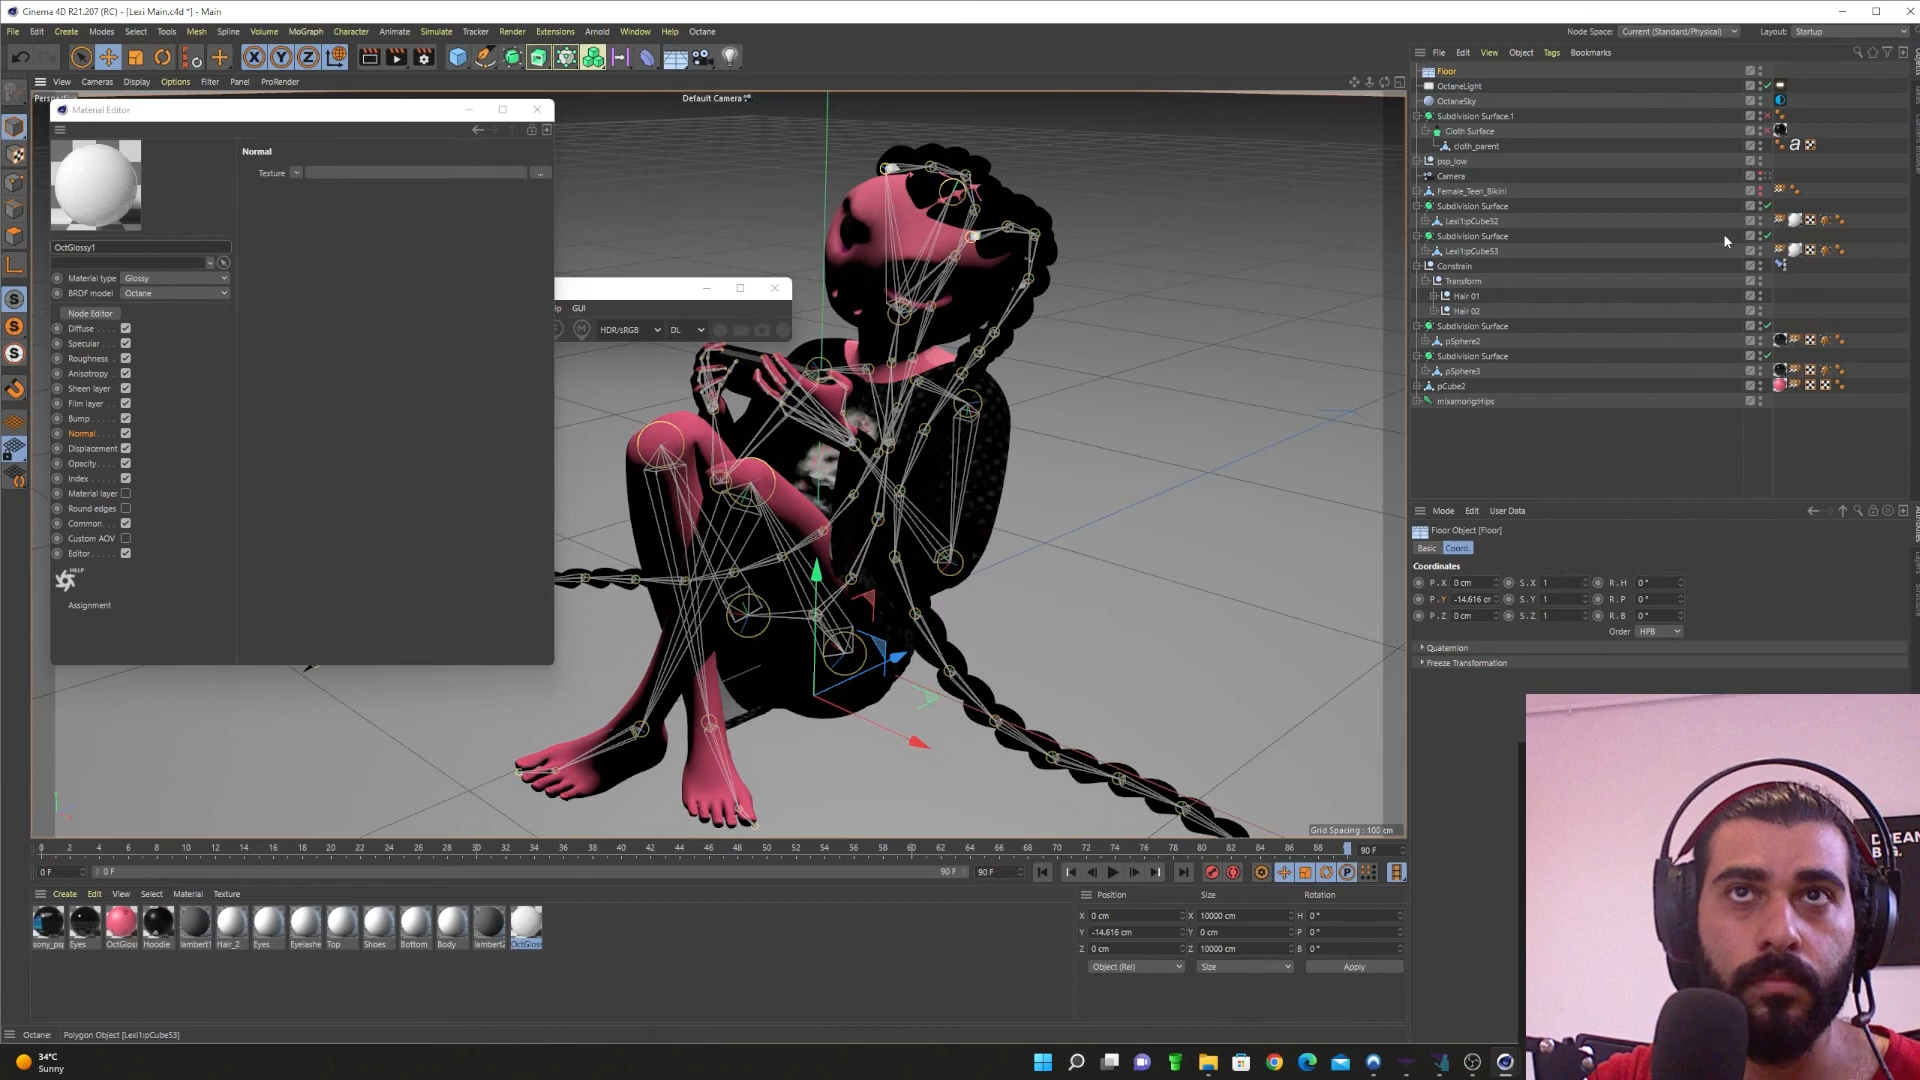 Cinema 4D R21.207 (RC) - [Lexi Main.c4d *] - Main
File Edit Create Modes Select Tools Mesh Spline Volume MoGraph Character Animate Simulate Tracker Render Extensions Arnold Window Help Octane
Node Space: Current (Standard/Physical) Layout: Startup
View Cameras Display Options Filter Panel ProRender
File Edit View Object Tags Bookmarks
Default Camera
Material Editor
Normal
Texture
OctGlossy1
Material type Glossy
BRDF model Octane
Node Editor
Diffuse
Specular
Roughness
Anisotropy
Sheen layer
Film layer
Bump
Normal
Displacement
Opacity
Index
Material layer
Round edges
Common
Custom AOV
Editor
HELP
Assignment
GUI
HDR/sRGB DL
Floor
OctaneLight
OctaneSky
Subdivision Surface.1
Cloth Surface
cloth_parent
psp_low
Camera
Female_Teen_Bikini
Subdivision Surface
Lexi1:pCube52
Subdivision Surface
Lexi1:pCube53
Constrain
Transform
Hair 01
Hair 02
Subdivision Surface
pSphere2
Subdivision Surface
pSphere3
pCube2
mixamorig:Hips
Mode Edit User Data
Floor Object [Floor]
Basic Coord.
Coordinates
P . X 0 cm S . X 1 R . H 0 °
P . Y -14.616 cm S . Y 1 R . P 0 °
P . Z 0 cm S . Z 1 R . B 0 °
Order HPB
Quaternion
Freeze Transformation
Grid Spacing : 100 cm
0 2 4 6 8 10 12 14 16 18 20 22 24 26 28 30 32 34 36 38 40 42 44 46 48 50 52 54 56 58 60 62 64 66 68 70 72 74 76 78 80 82 84 86 88 90 F
0 F 0 F 90 F 90 F
Create Edit View Select Material Texture
sony_psp Eyes OctGloss Hoodie lambert1 Hair_2 Eyes Eyelashe Top Shoes Bottom Body lambert2 OctGloss
Position Size Rotation
X 0 cm X 10000 cm H 0 °
Y -14.616 cm Y 0 cm P 0 °
Z 0 cm Z 10000 cm B 0 °
Object (Rel) Size Apply
Octane: Polygon Object [Lexi1:pCube53]
34°C
Sunny
DREAM
BIG.